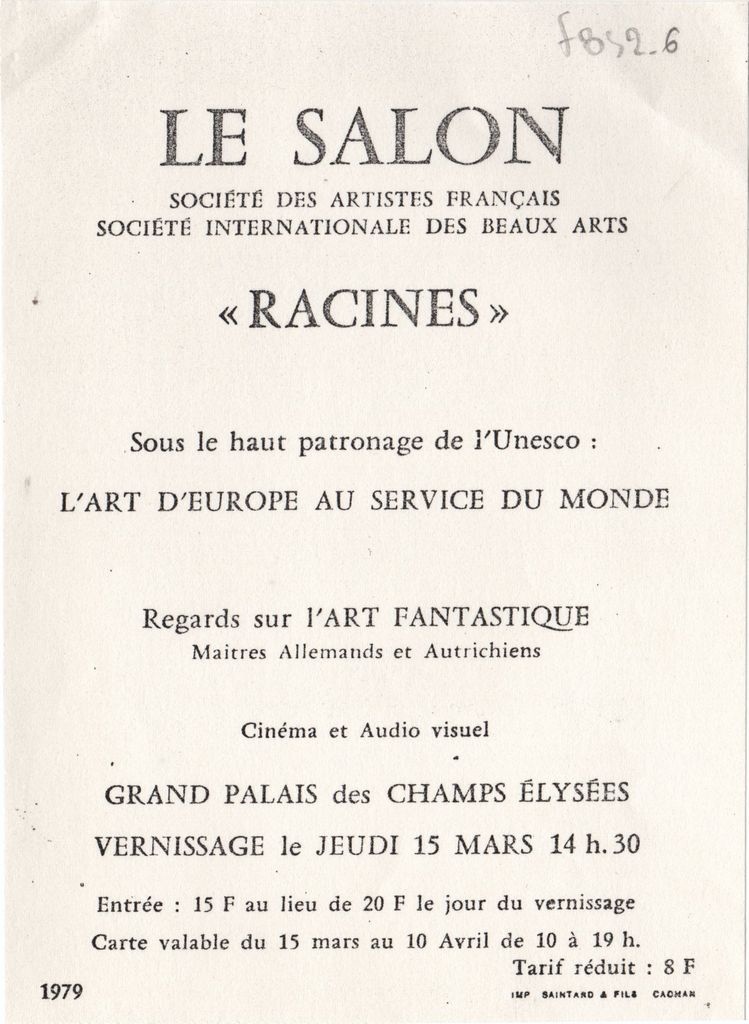 f852-6
LE SALON
SOCIÉTÉ DES ARTISTES FRANÇAIS
SOCIÉTÉ INTERNATIONALE DES BEAUX ARTS
« RACINES »
Sous le haut patronage de l'Unesco :
L'ART D'EUROPE AU SERVICE DU MONDE
Regards sur l'ART FANTASTIQUE
Maitres Allemands et Autrichiens
Cinéma et Audio visuel
GRAND PALAIS des CHAMPS ÉLYSÉES
VERNISSAGE le JEUDI 15 MARS 14 h. 30
Entrée : 15 F au lieu de 20 F le jour du vernissage
Carte valable du 15 mars au 10 Avril de 10 à 19 h.
Tarif réduit : 8 F
1979
IMP SAINTARD & FILS CACHAN